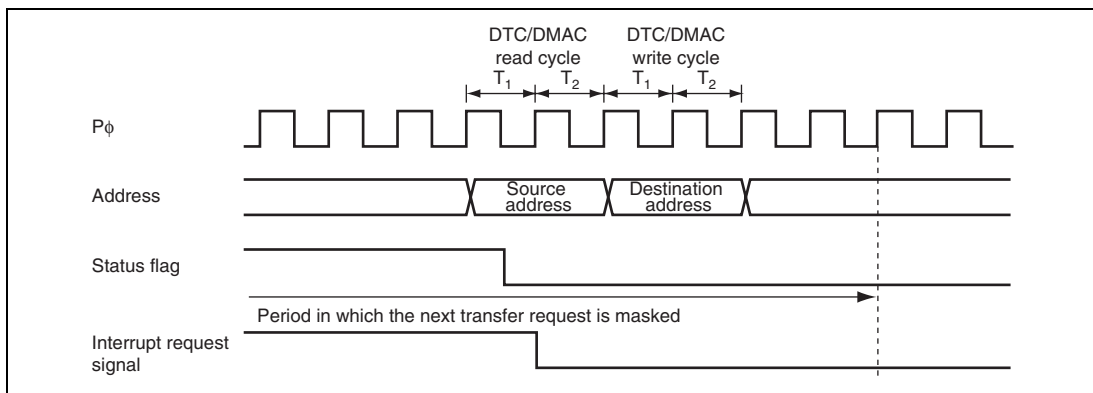 DTC/DMAC
read cycle
DTC/DMAC
write cycle
T1 T2 T1 T2
Pϕ
Address
Source
address
Destination
address
Status flag
Period in which the next transfer request is masked
Interrupt request
signal